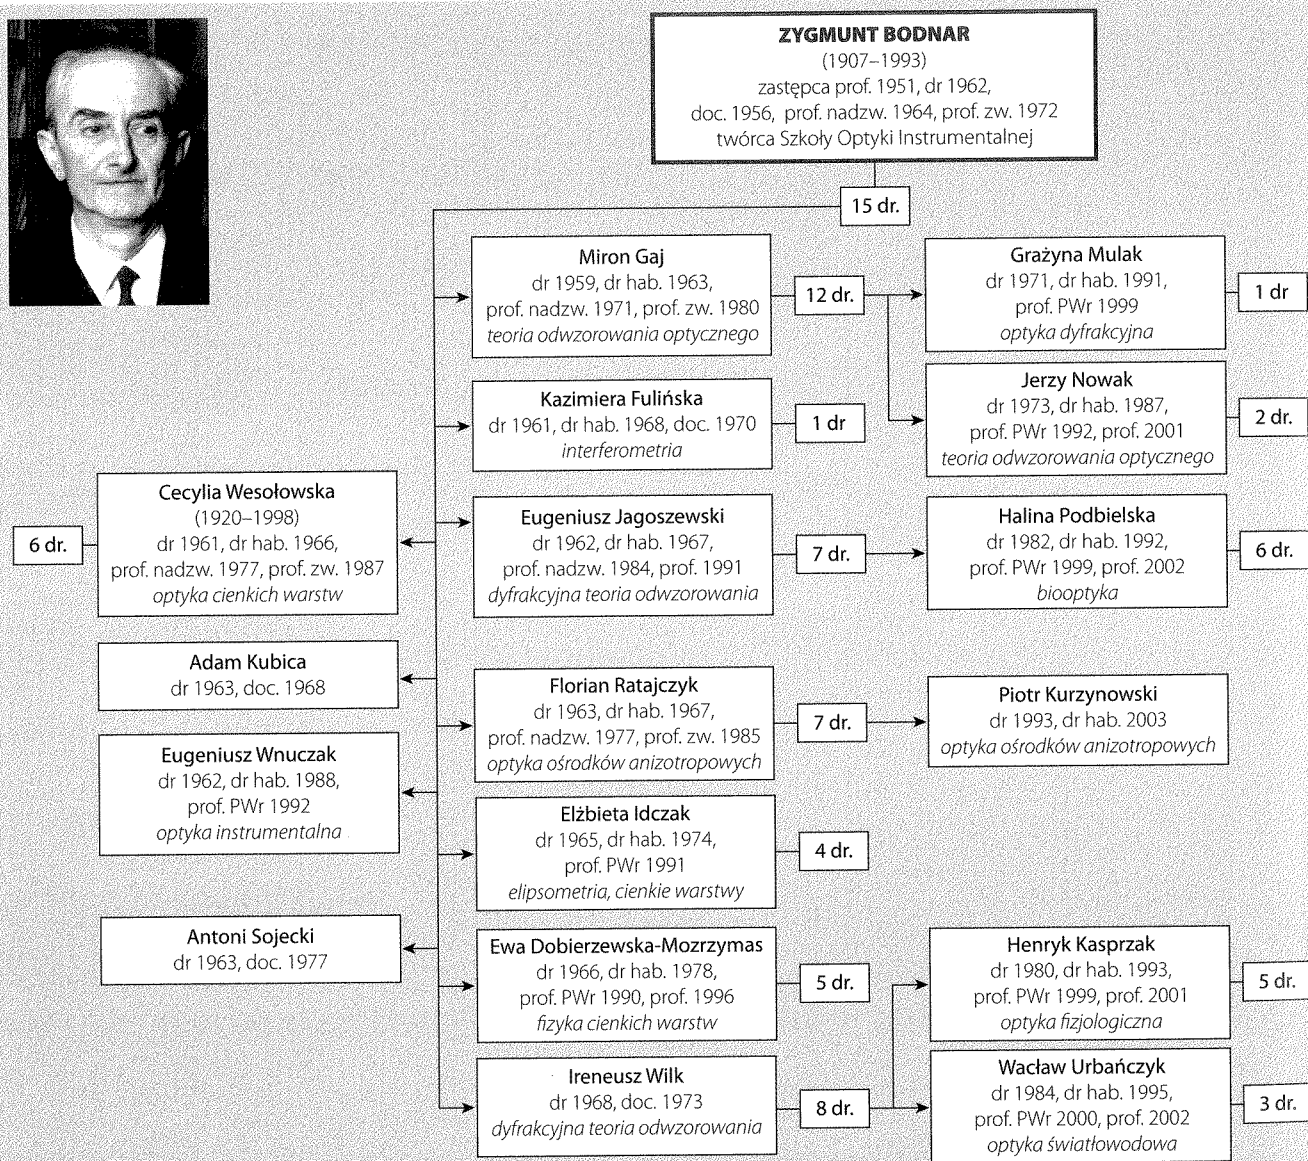 ZYGMUNT BODNAR
(1907–1993)
zastępca prof. 1951, dr 1962,
doc. 1956, prof. nadzw. 1964, prof. zw. 1972
twórca Szkoły Optyki Instrumentalnej
15 dr.
Miron Gaj
dr 1959, dr hab. 1963,
prof. nadzw. 1971, prof. zw. 1980
teoria odwzorowania optycznego
12 dr.
Grażyna Mulak
dr 1971, dr hab. 1991,
prof. PWr 1999
optyka dyfrakcyjna
1 dr
Jerzy Nowak
dr 1973, dr hab. 1987,
prof. PWr 1992, prof. 2001
teoria odwzorowania optycznego
2 dr.
Kazimiera Fulińska
dr 1961, dr hab. 1968, doc. 1970
interferometria
1 dr
Cecylia Wesołowska
(1920–1998)
dr 1961, dr hab. 1966,
prof. nadzw. 1977, prof. zw. 1987
optyka cienkich warstw
6 dr.
Eugeniusz Jagoszewski
dr 1962, dr hab. 1967,
prof. nadzw. 1984, prof. 1991
dyfrakcyjna teoria odwzorowania
7 dr.
Halina Podbielska
dr 1982, dr hab. 1992,
prof. PWr 1999, prof. 2002
biooptyka
6 dr.
Adam Kubica
dr 1963, doc. 1968
Florian Ratajczyk
dr 1963, dr hab. 1967,
prof. nadzw. 1977, prof. zw. 1985
optyka ośrodków anizotropowych
7 dr.
Piotr Kurzynowski
dr 1993, dr hab. 2003
optyka ośrodków anizotropowych
Eugeniusz Wnuczak
dr 1962, dr hab. 1988,
prof. PWr 1992
optyka instrumentalna
Elżbieta Idczak
dr 1965, dr hab. 1974,
prof. PWr 1991
elipsometria, cienkie warstwy
4 dr.
Antoni Sojecki
dr 1963, doc. 1977
Ewa Dobierzewska-Mozrzymas
dr 1966, dr hab. 1978,
prof. PWr 1990, prof. 1996
fizyka cienkich warstw
5 dr.
Henryk Kasprzak
dr 1980, dr hab. 1993,
prof. PWr 1999, prof. 2001
optyka fizjologiczna
5 dr.
Ireneusz Wilk
dr 1968, doc. 1973
dyfrakcyjna teoria odwzorowania
8 dr.
Wacław Urbańczyk
dr 1984, dr hab. 1995,
prof. PWr 2000, prof. 2002
optyka światłowodowa
3 dr.